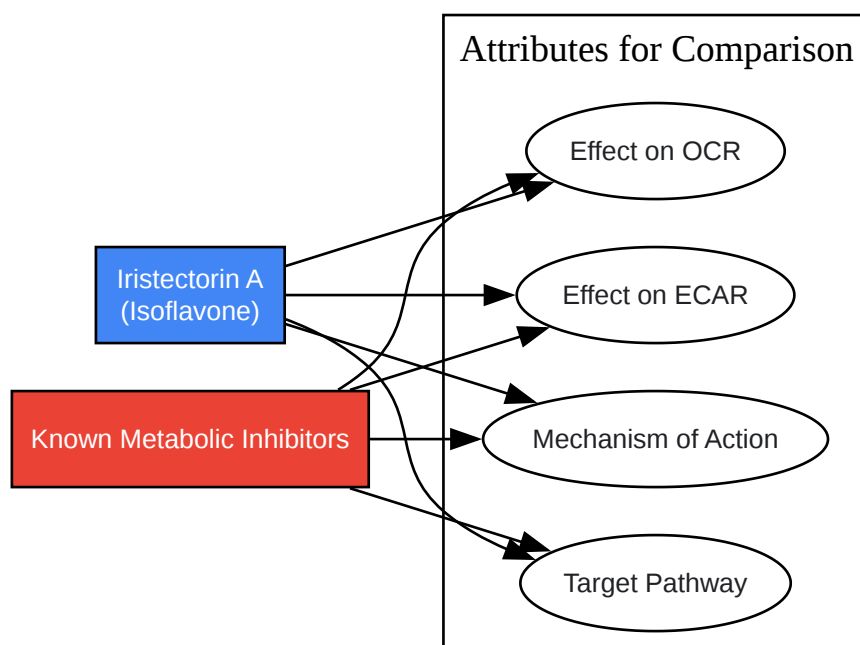 Attributes for Comparison
Effect on OCR
Iristectorin A
(Isoflavone)
Effect on ECAR
Known Metabolic Inhibitors
Mechanism of Action
Target Pathway